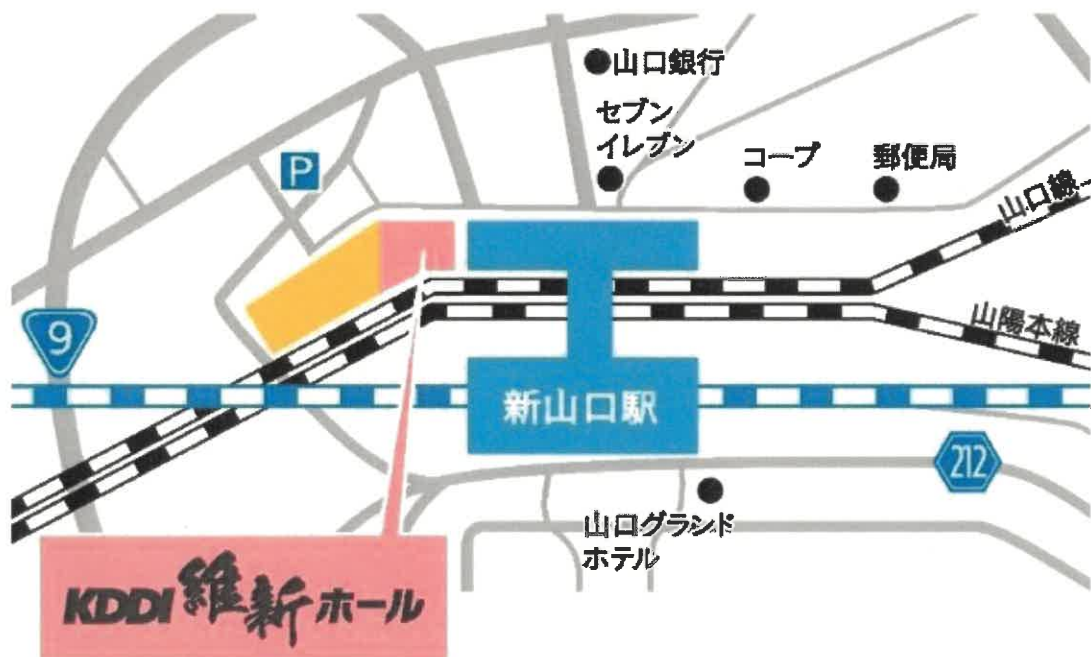 山口銀行
セブン
イレブン
コープ
郵便局
P
山口線
山陽本線
9
新山口駅
212
山口グランド
ホテル
KDDI維新ホール